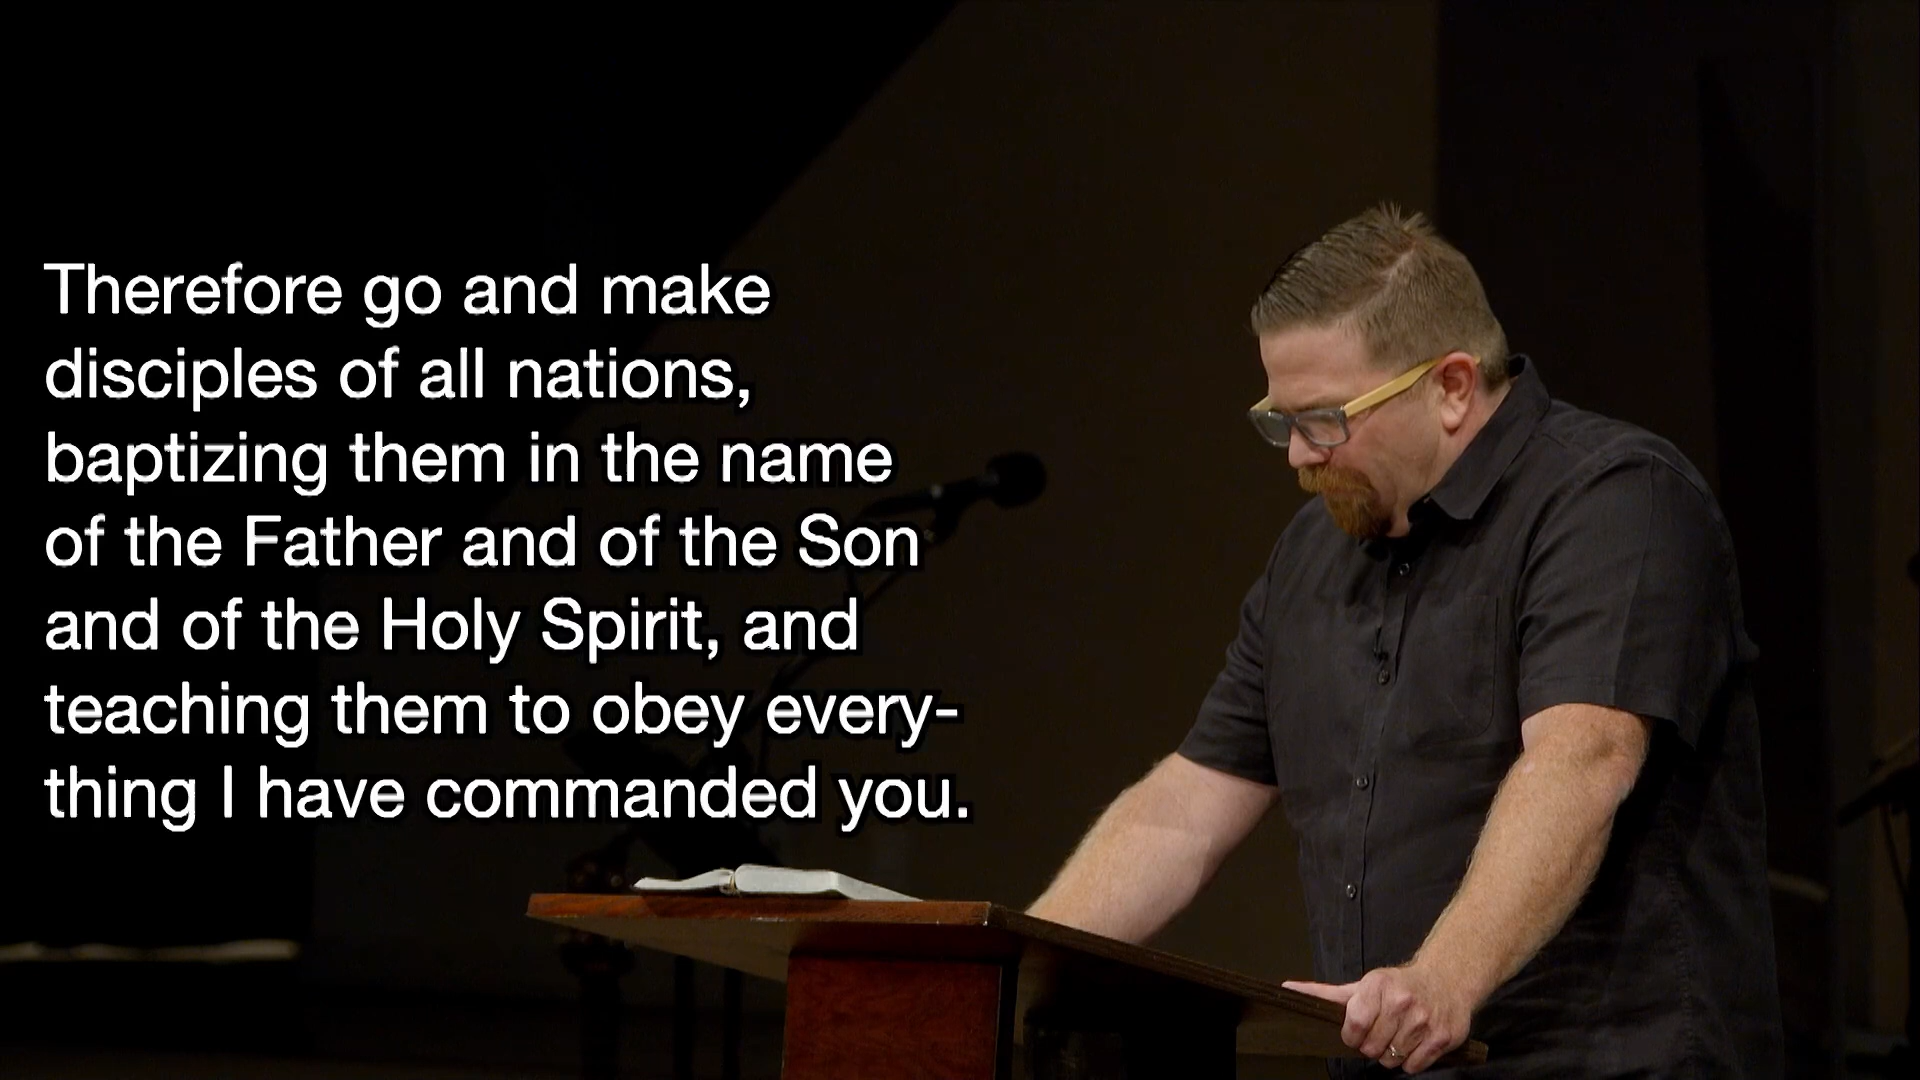 Therefore go and make
disciples of all nations,
baptizing them in the name
of the Father and of the Son
and of the Holy Spirit, and
teaching them to obey every-
thing I have commanded you.